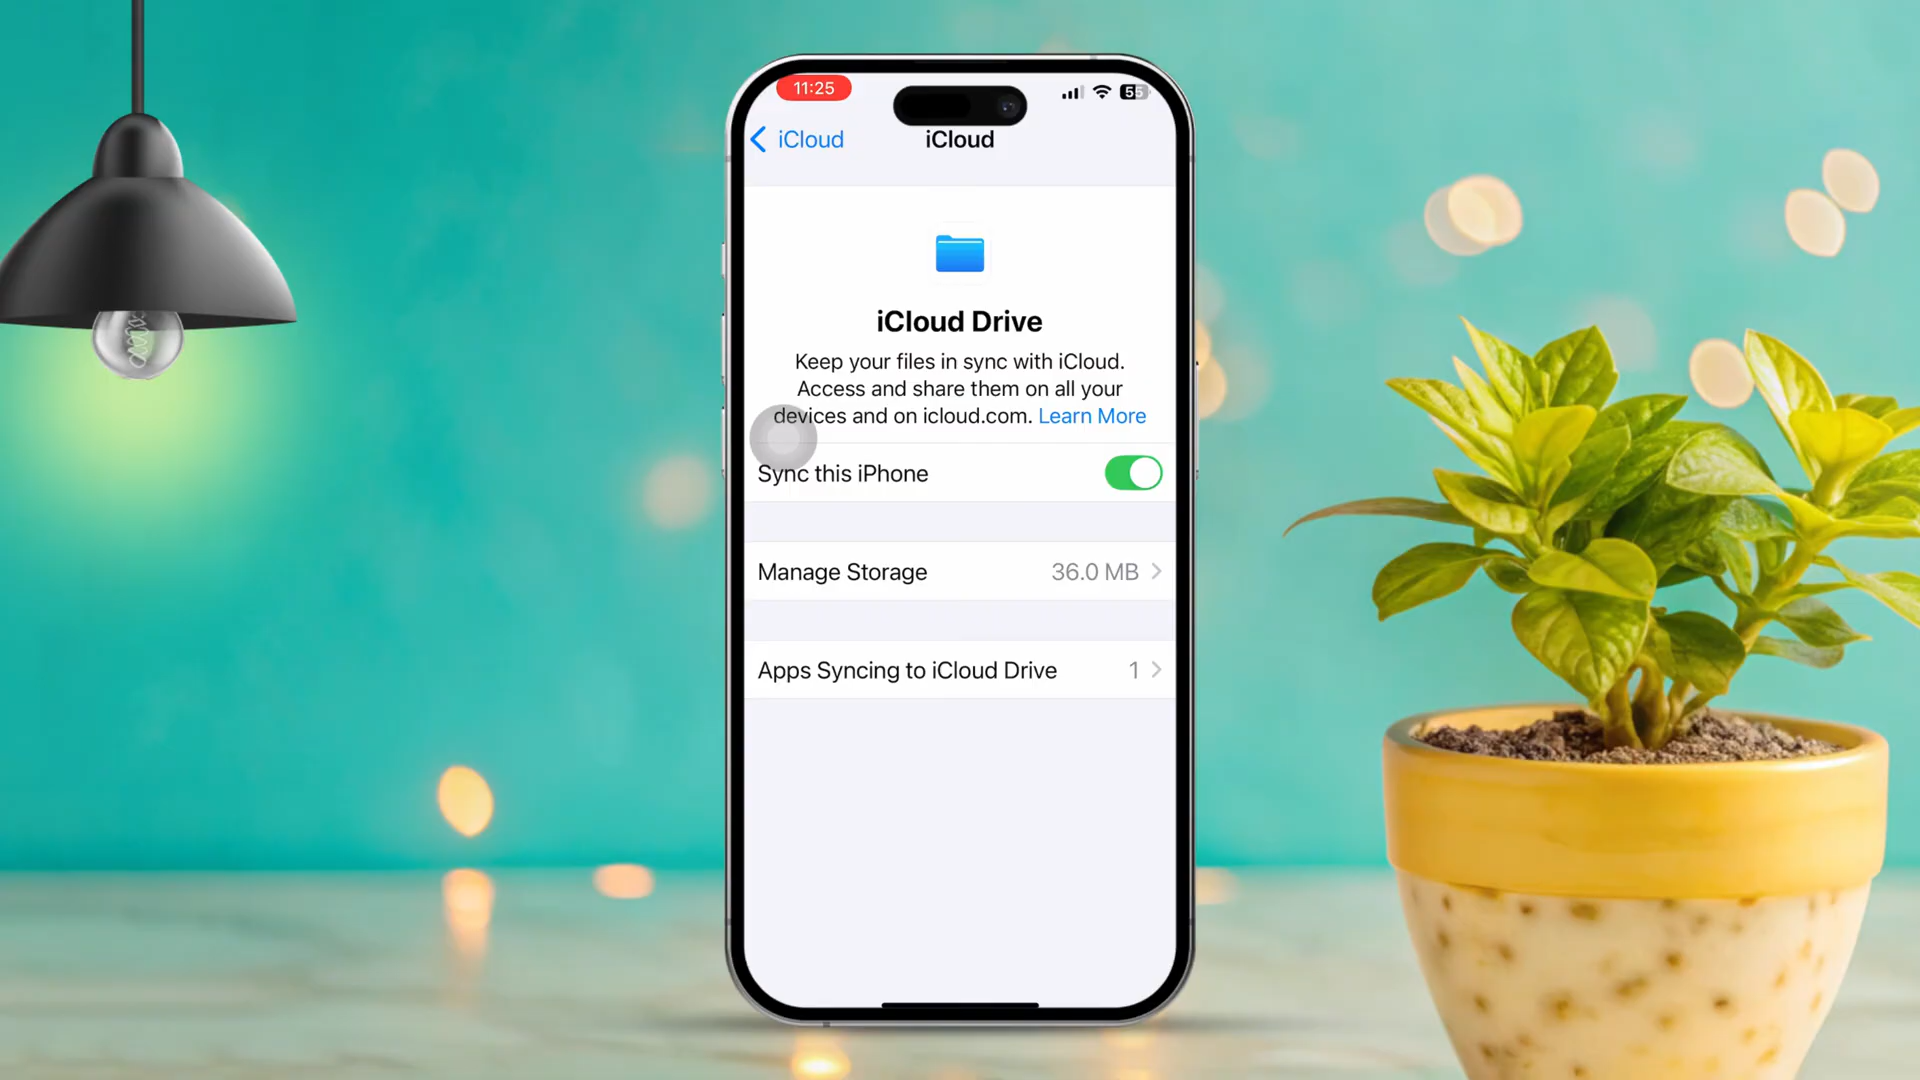 11:25
55
iCloud
iCloud
iCloud Drive
Keep your files in sync with iCloud.
Access and share them on all your
devices and on icloud.com. Learn More
Sync this iPhone
Manage Storage 36.0 MB
Apps Syncing to iCloud Drive 1